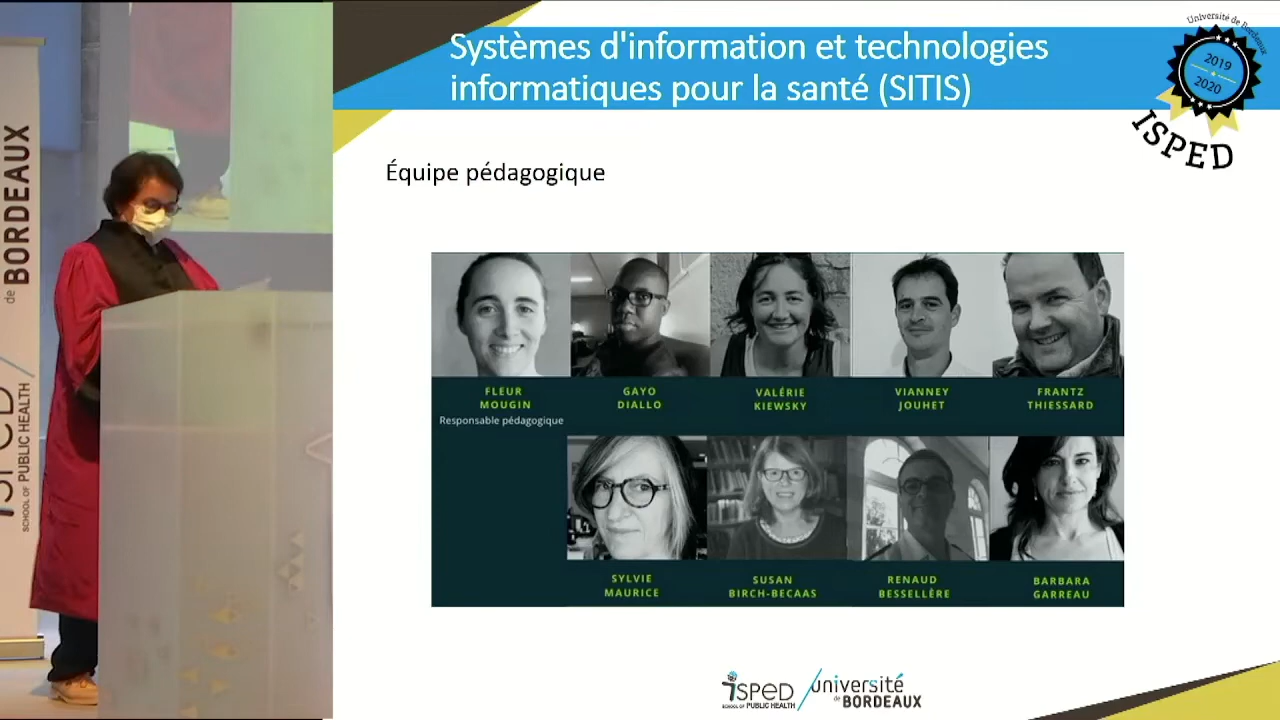 Systèmes d'information et technologies
informatiques pour la santé (SITIS)
Université de Bordeaux
2019
2020
ISPED
Équipe pédagogique
FLEUR
MOUGIN
Responsable pédagogique
GAYO
DIALLO
VALÉRIE
KIEWSKY
VIANNEY
JOUHET
FRANTZ
THIESSARD
SYLVIE
MAURICE
SUSAN
BIRCH-BECAAS
RENAUD
BESSELLÈRE
BARBARA
GARREAU
isped
SCHOOL OF PUBLIC HEALTH
université
de BORDEAUX
de BORDEAUX
SCHOOL OF PUBLIC HEALTH